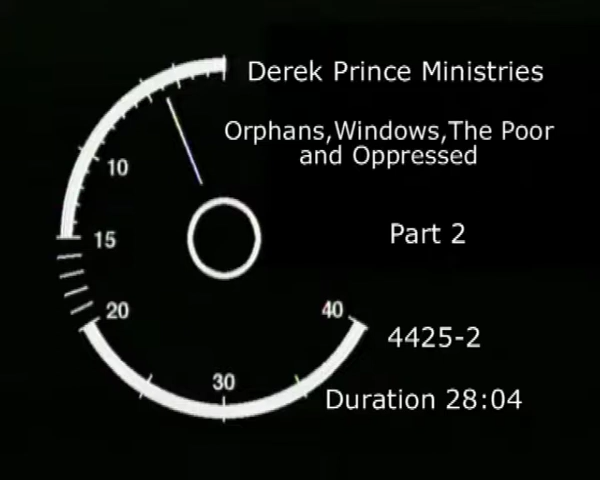 Derek Prince Ministries
Orphans,Windows,The Poor
and Oppressed
10
Part 2
15
20
40
4425-2
30
Duration 28:04